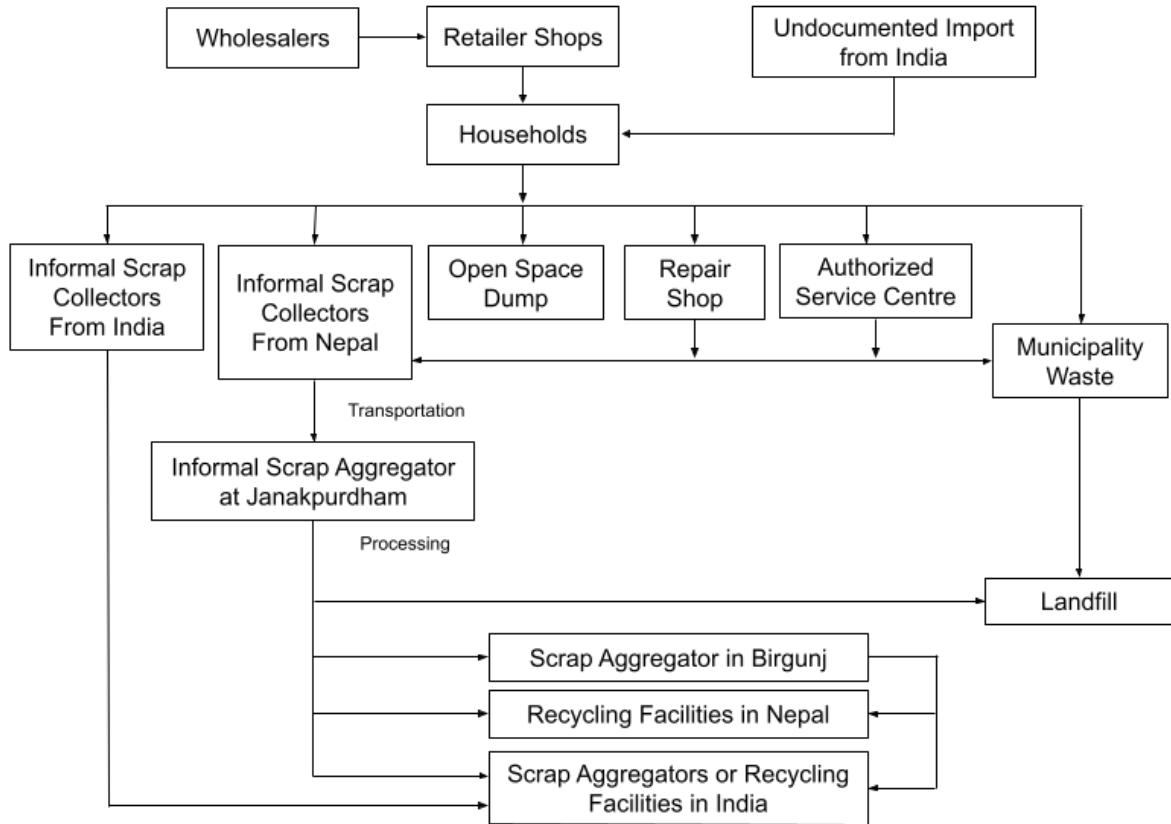 Wholesalers
Retailer Shops
Undocumented Import
from India
Households
Informal Scrap
Collectors
From India
Informal Scrap
Collectors
From Nepal
Open Space
Dump
Repair
Shop
Authorized
Service Centre
Municipality
Waste
Transportation
Informal Scrap Aggregator
at Janakpurdham
Processing
Landfill
Scrap Aggregator in Birgunj
Recycling Facilities in Nepal
Scrap Aggregators or Recycling
Facilities in India